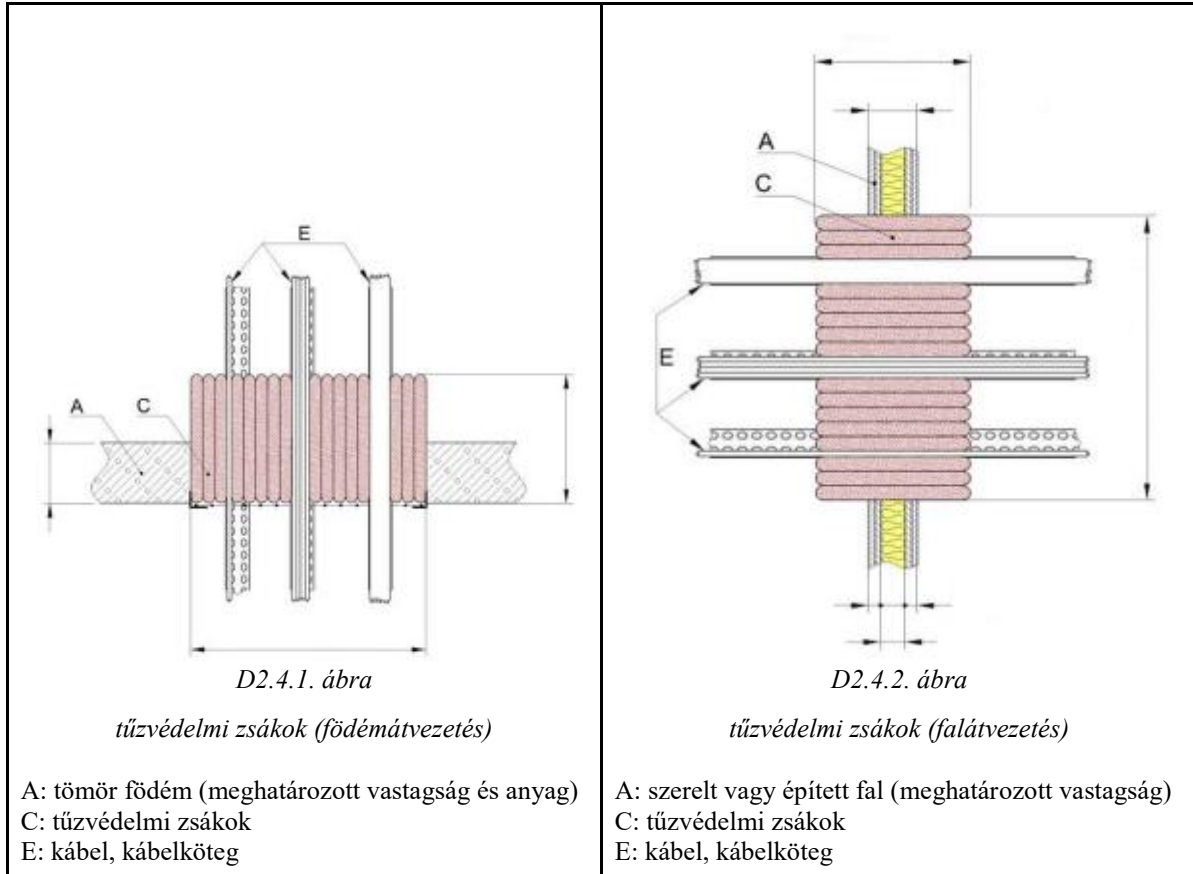 E
A
C
D2.4.1. ábra
tűzvédelmi zsákok (födémátvezetés)
A: tömör födém (meghatározott vastagság és anyag)
C: tűzvédelmi zsákok
E: kábel, kábelköteg
A
C
E
D2.4.2. ábra
tűzvédelmi zsákok (falátvezetés)
A: szerelt vagy épített fal (meghatározott vastagság)
C: tűzvédelmi zsákok
E: kábel, kábelköteg